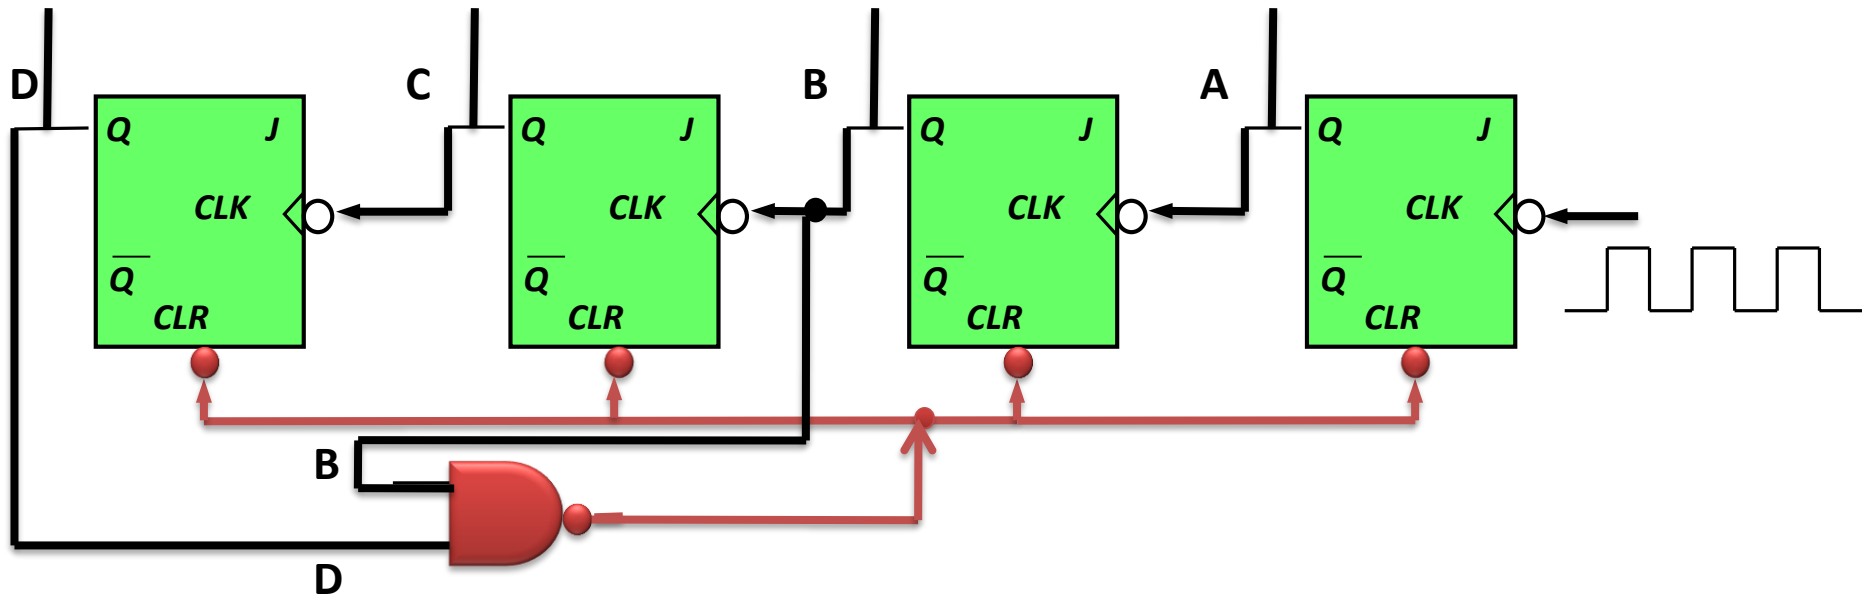 D C B A
Q J Q J Q J Q J
CLK CLK CLK CLK
Q̅ Q̅ Q̅ Q̅
CLR CLR CLR CLR
B
D